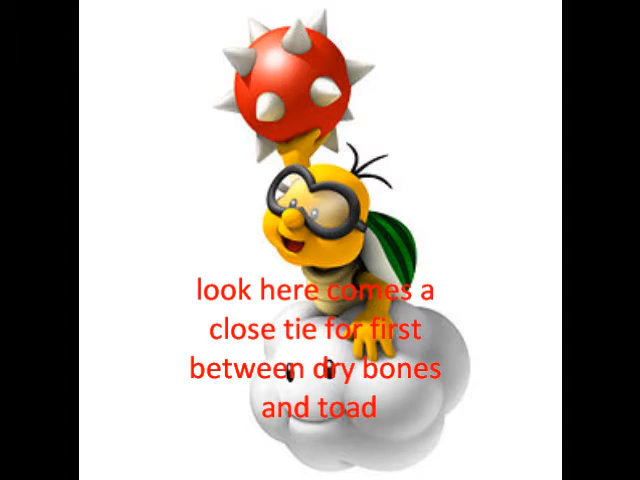 look here comes a
close tie for first
between dry bones
and toad